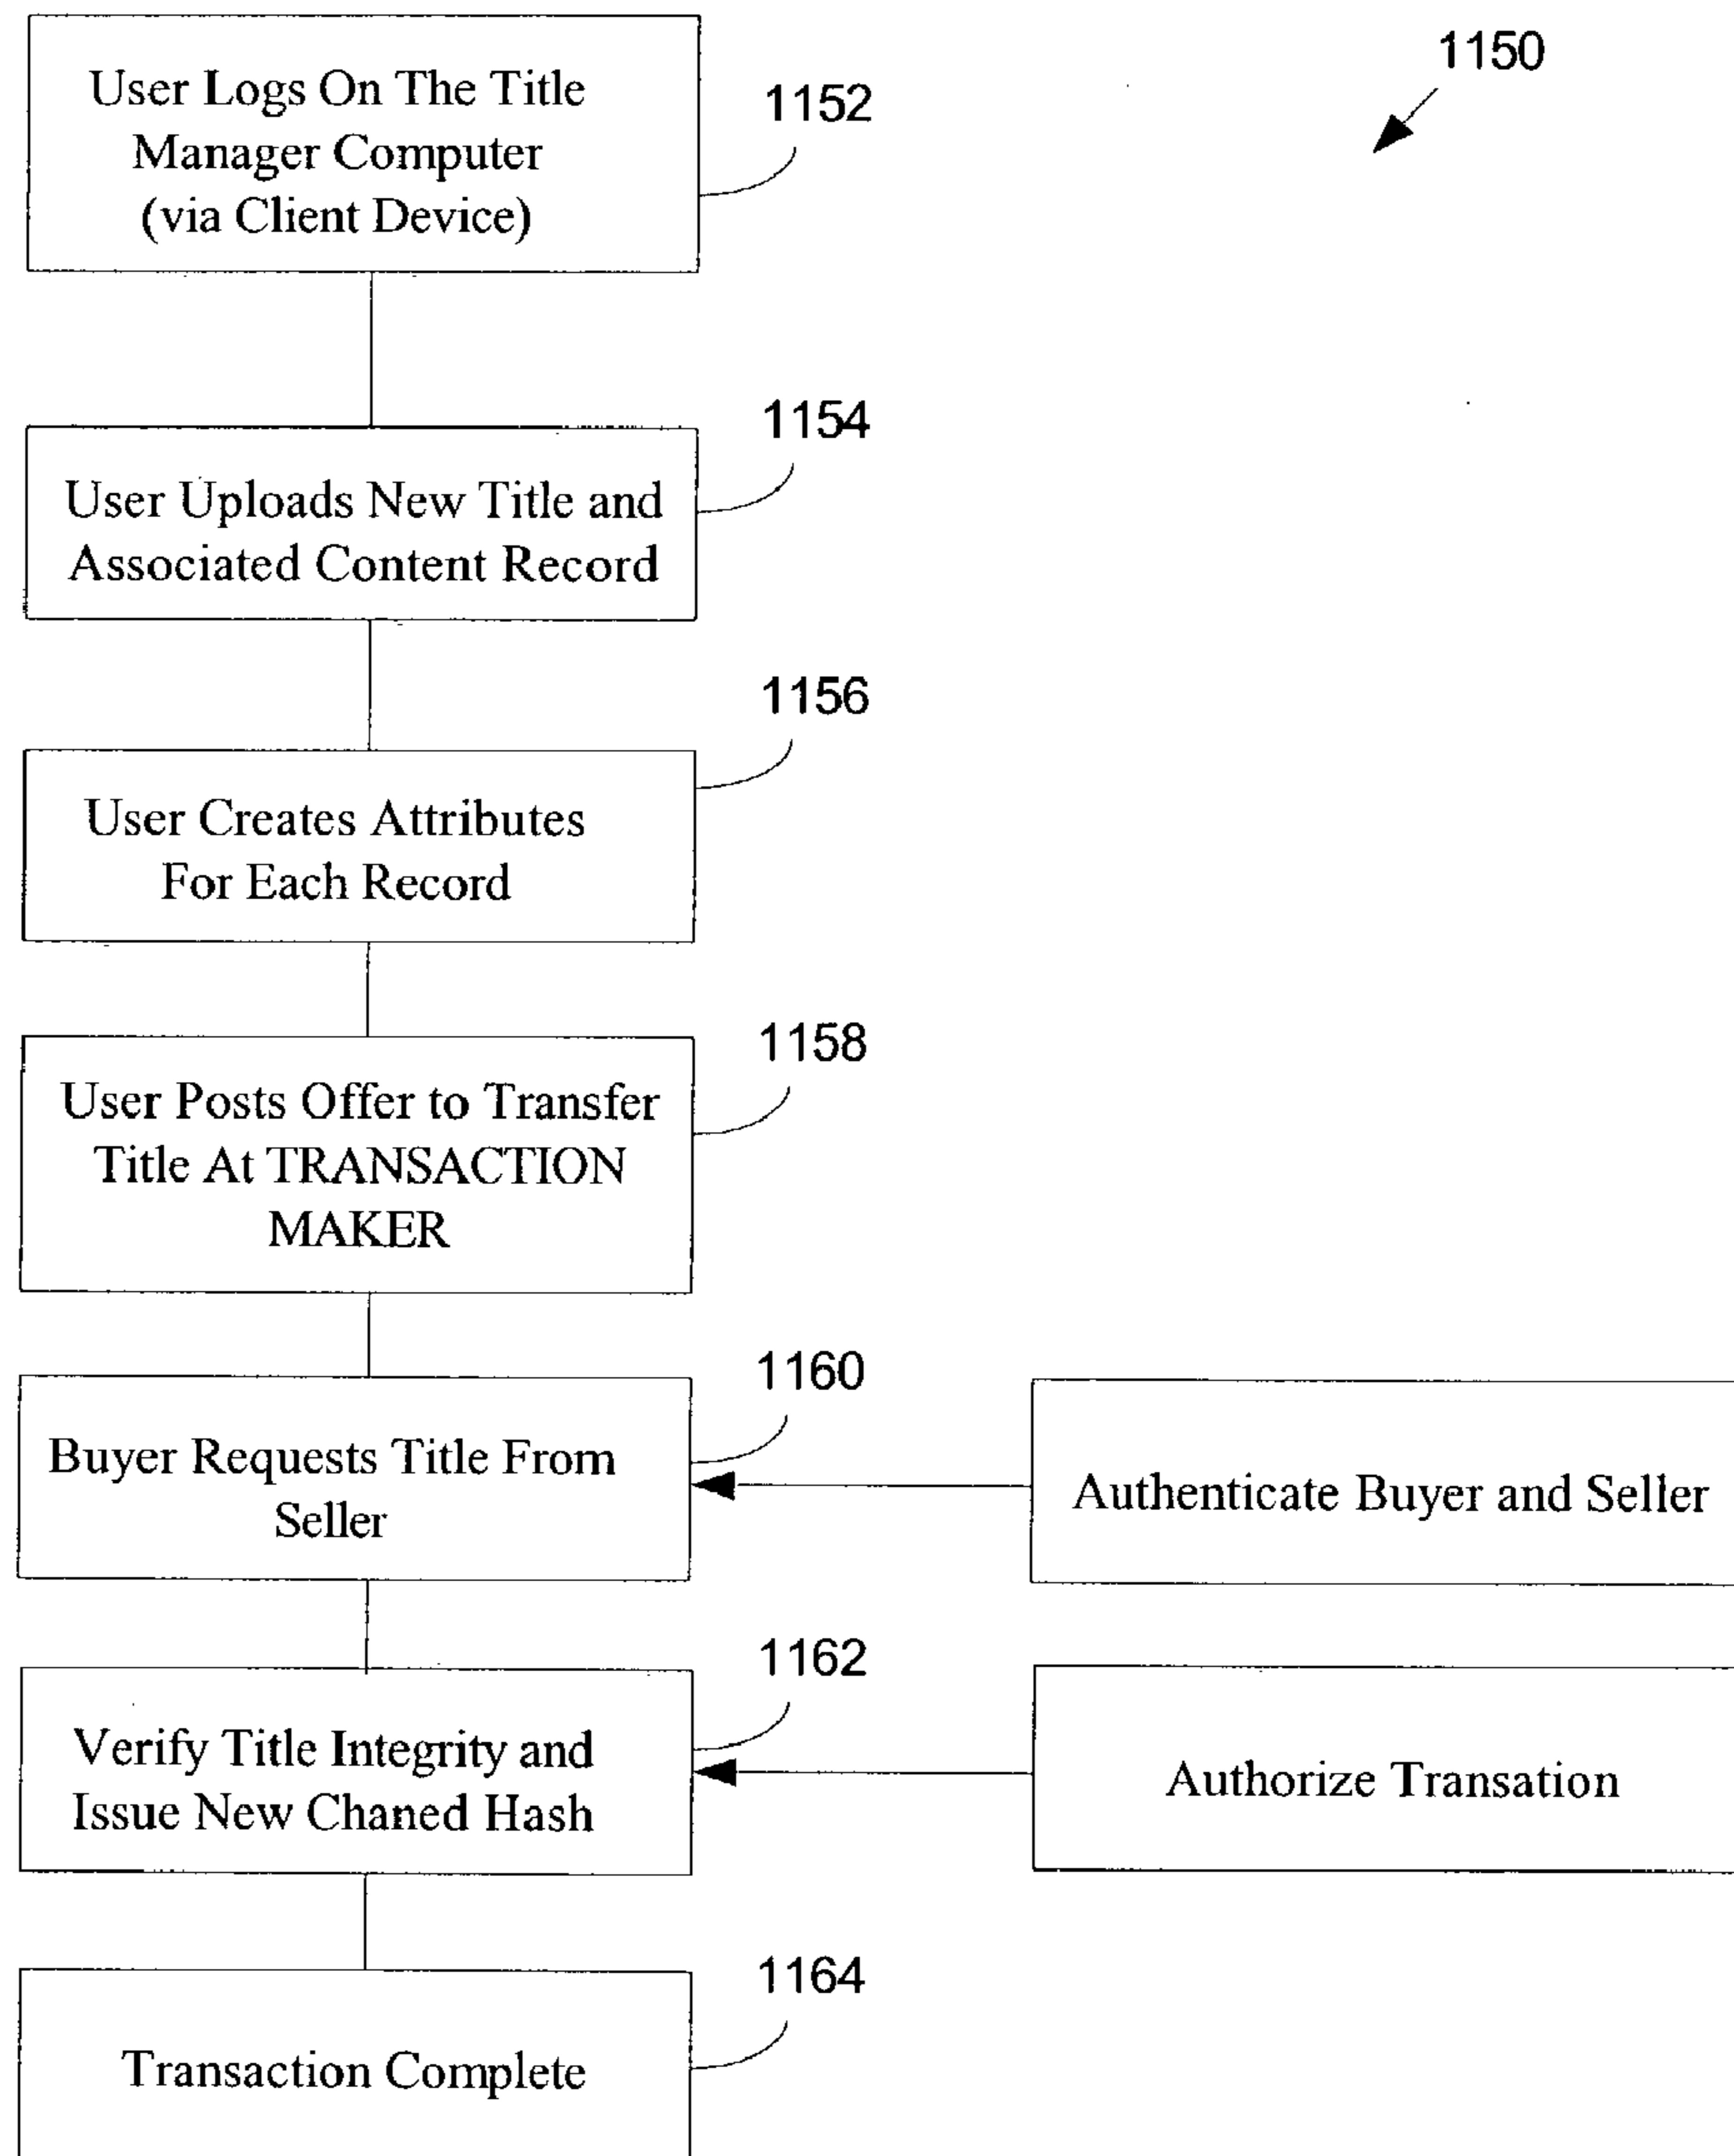 1150
User Logs On The Title
Manager Computer
(via Client Device)
1152
User Uploads New Title and
Associated Content Record
1154
User Creates Attributes
For Each Record
1156
User Posts Offer to Transfer
Title At TRANSACTION
MAKER
1158
Buyer Requests Title From
Seller
1160
Authenticate Buyer and Seller
Verify Title Integrity and
Issue New Chaned Hash
1162
Authorize Transation
Transaction Complete
1164